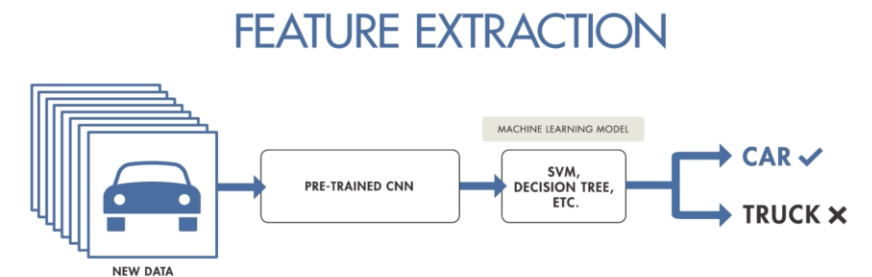 FEATURE EXTRACTION
NEW DATA
PRE-TRAINED CNN
MACHINE LEARNING MODEL
SVM,
DECISION TREE,
ETC.
CAR ✓
TRUCK ✕